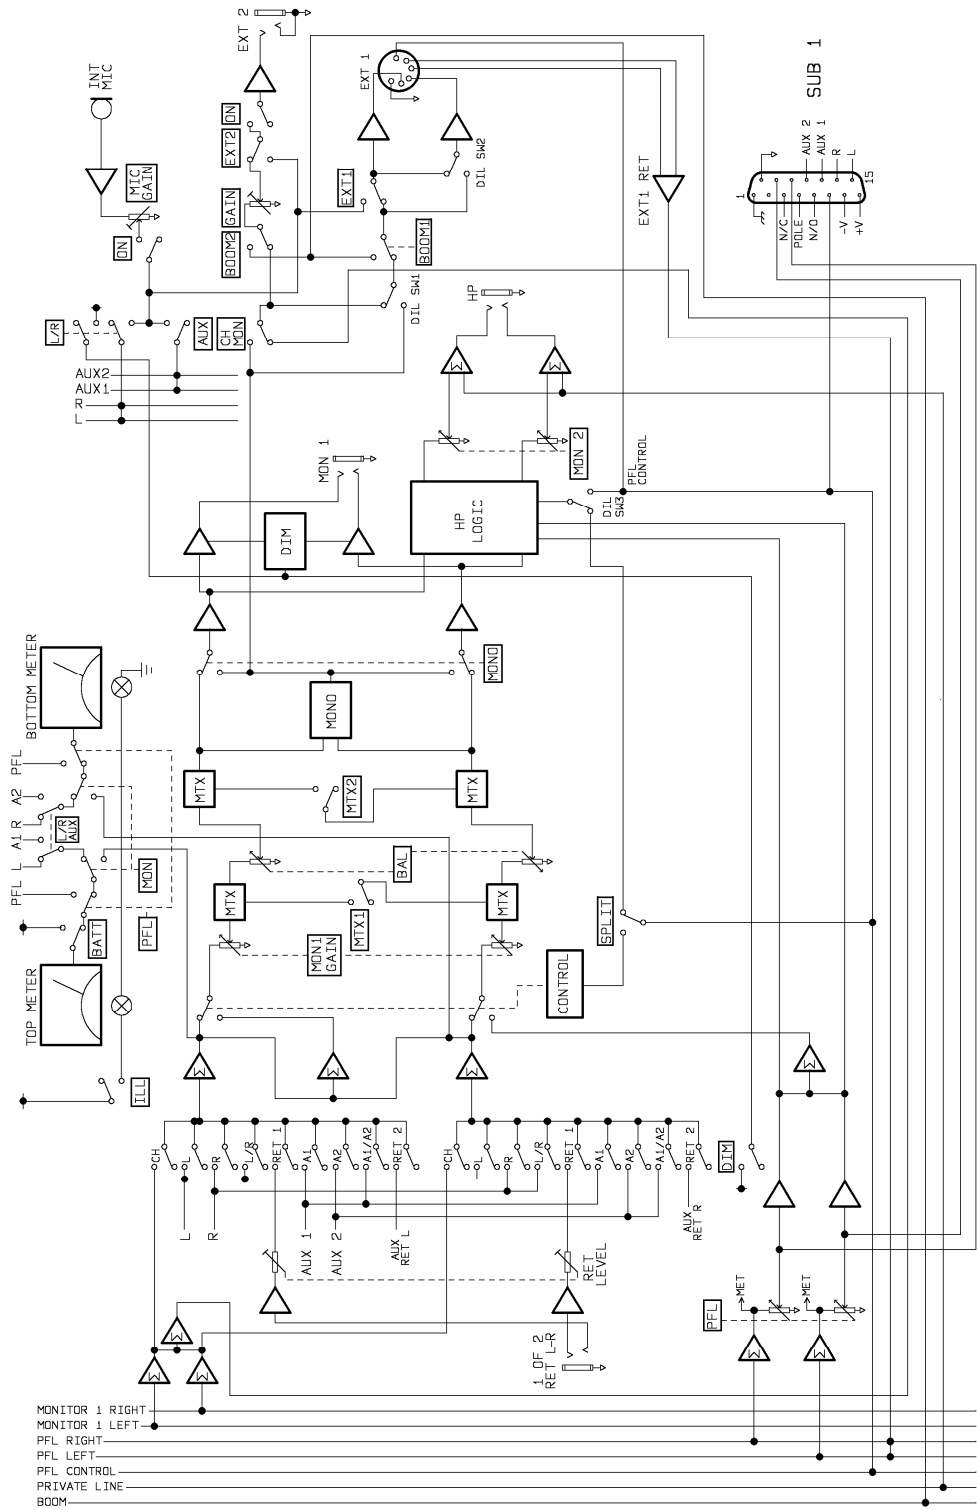 EXT 2
INT
MIC
EXT 1
SUB 1
ON
EXT2
MIC
GAIN
DIL SW2
EXT1
GAIN
EXT1 RET
AUX 2
AUX 1
R
L
1
15
N/C
POLE
N/O
-V
+V
ON
BOOM2
BOOM1
DIL SW1
HP
L/R
AUX
CH
MON
AUX2
AUX1
R
L
MON 1
MON 2
PFL
CONTROL
DIL
SW3
HP
LOGIC
DIM
Σ
Σ
BOTTOM METER
PFL
A2
R
A1
L
PFL
L/R
AUX
MON
PFL
BATT
TOP METER
ILL
MONO
MONO
MTX
MTX
MTX2
BAL
MTX
MTX
MTX1
MON1
GAIN
SPLIT
CONTROL
Σ
Σ
Σ
Σ
CH
L
R
L/R
RET 1
A1
A2
A1/A2
RET 2
CH
L
R
L/R
RET 1
A1
A2
A1/A2
RET 2
DIM
L
R
AUX 1
AUX 2
AUX
RET L
AUX
RET R
RET
LEVEL
1 OF 2
RET L-R
PFL
MET
MET
Σ
Σ
Σ
Σ
Σ
MONITOR 1 RIGHT
MONITOR 1 LEFT
PFL RIGHT
PFL LEFT
PFL CONTROL
PRIVATE LINE
BOOM